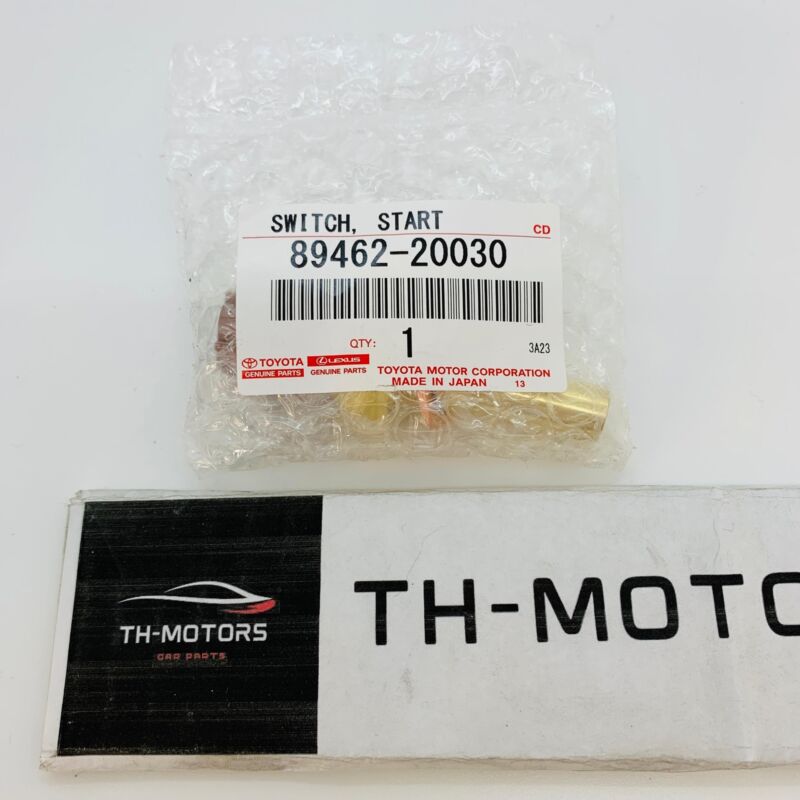 SWITCH, START
CD
89462-20030
QTY: 1
3A23
TOYOTA LEXUS
GENUINE PARTS GENUINE PARTS
TOYOTA MOTOR CORPORATION
MADE IN JAPAN 13
TH-MOTO
TH-MOTORS
CAR PARTS